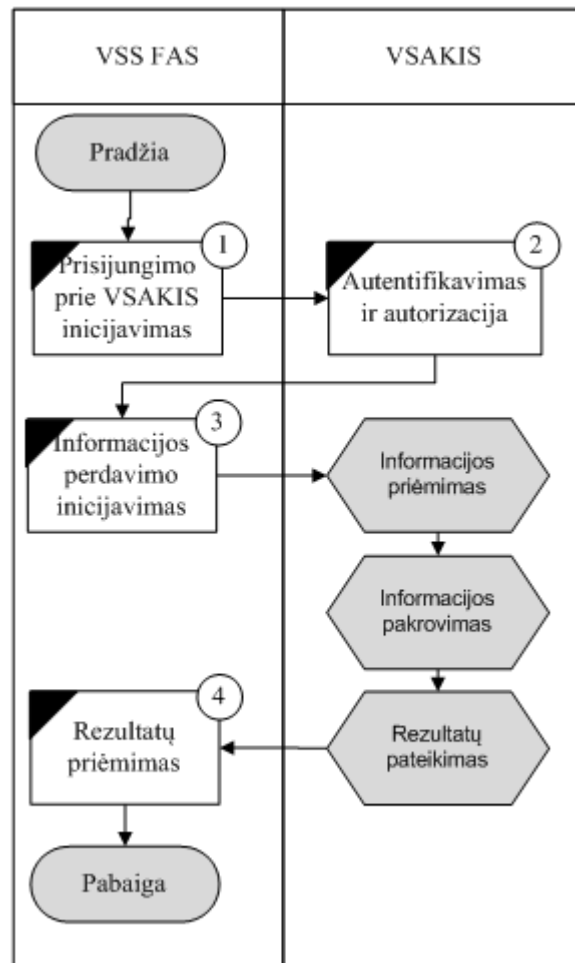 VSS FAS
VSAKIS
Pradžia
1
Prisijungimo
prie VSAKIS
inicijavimas
2
Autentifikavimas
ir autorizacija
3
Informacijos
perdavimo
inicijavimas
Informacijos
priėmimas
Informacijos
pakrovimas
Rezultatų
pateikimas
4
Rezultatų
priėmimas
Pabaiga